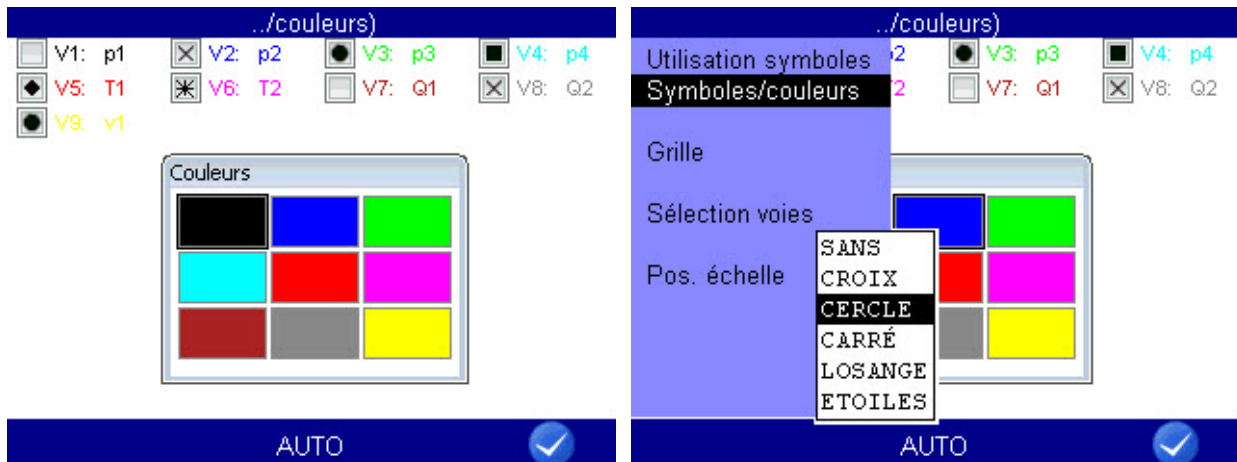 ../couleurs)
V1: p1 V2: p2 V3: p3 V4: p4
V5: T1 V6: T2 V7: Q1 V8: Q2
V9: v1
Couleurs
AUTO
../couleurs)
Utilisation symboles 2 V3: p3 V4: p4
Symboles/couleurs 2 V7: Q1 V8: Q2
Grille
Sélection voies
Pos. échelle
SANS
CROIX
CERCLE
CARRÉ
LOSANGE
ETOILES
AUTO